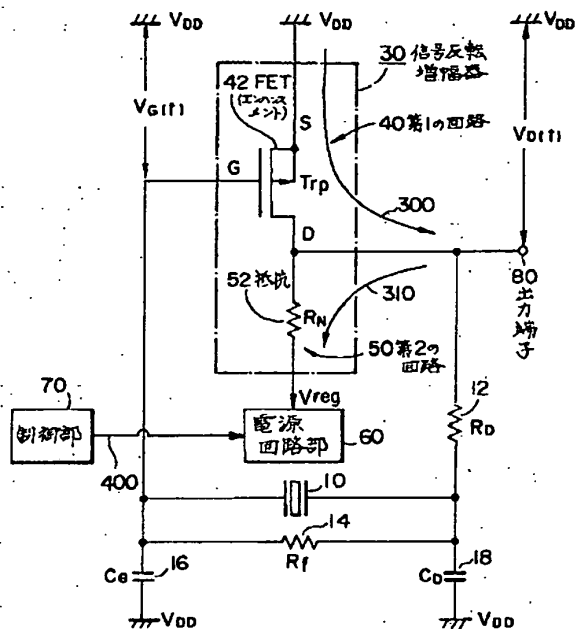 VDD
VDD
VDD
30 信号反転
増幅器
42 FET
(エンハンス
メント)
S
VG(f)
40 第1の回路
VD(f)
G
Trp
300
D
80
出力端子
310
52 抵抗
RN
50 第2の
回路
70
制御部
Vreg
12
RD
電源
回路部
60
400
10
14
Rf
CG
16
CD
18
VDD
VDD